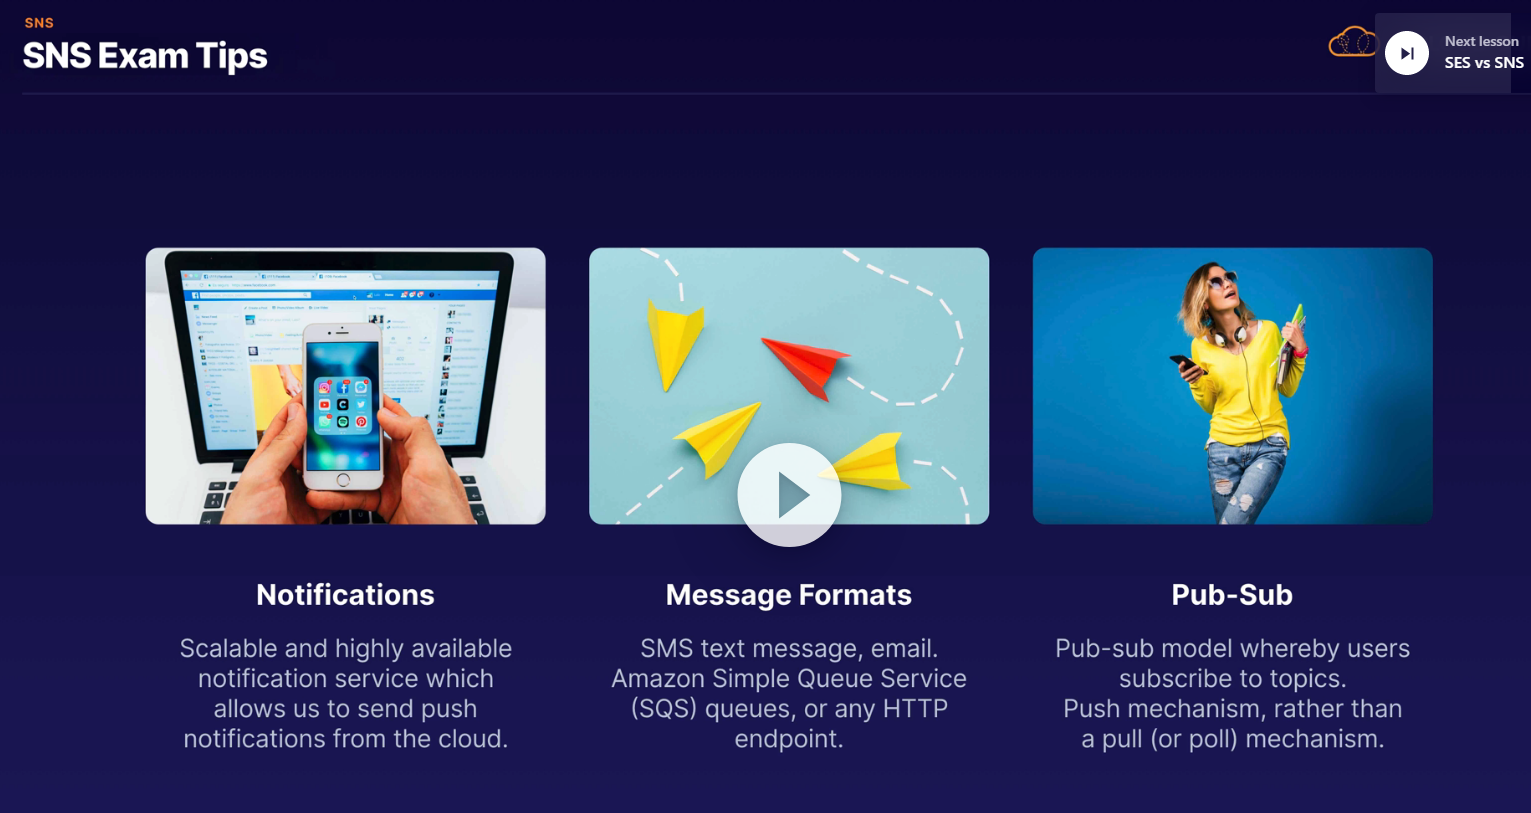 SNS
SNS Exam Tips
Next lesson
SES vs SNS
Notifications
Scalable and highly available
notification service which
allows us to send push
notifications from the cloud.
Message Formats
SMS text message, email.
Amazon Simple Queue Service
(SQS) queues, or any HTTP
endpoint.
Pub-Sub
Pub-sub model whereby users
subscribe to topics.
Push mechanism, rather than
a pull (or poll) mechanism.